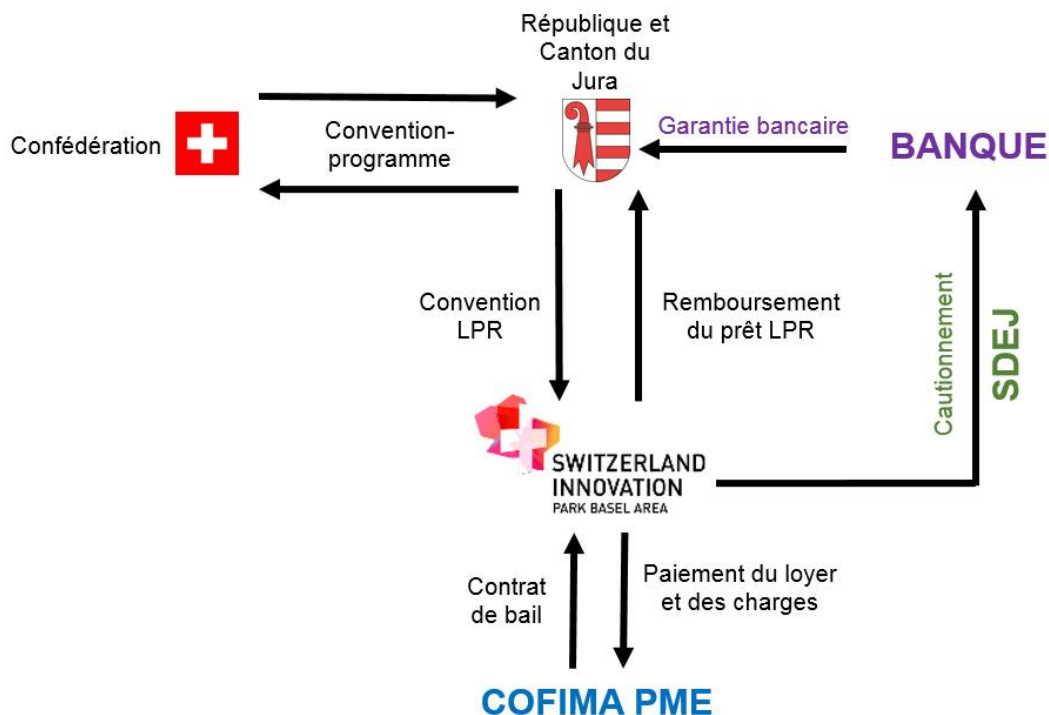 République et
Canton du
Jura
Confédération
Convention-
programme
Garantie bancaire
BANQUE
Convention
LPR
Remboursement
du prêt LPR
Cautionnement
SDEJ
SWITZERLAND
INNOVATION
PARK BASEL AREA
Contrat
de bail
Paiement du loyer
et des charges
COFIMA PME